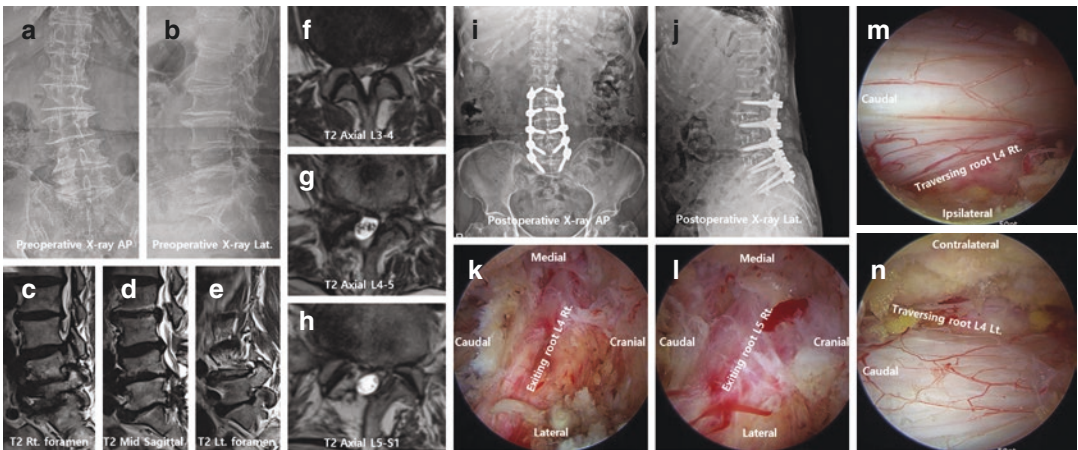 a
Preoperative X-ray AP
b
Preoperative X-ray Lat.
c
T2 Rt. foramen
d
T2 Mid Sagittal
e
T2 Lt. foramen
f
T2 Axial L3-4
g
T2 Axial L4-5
h
T2 Axial L5-S1
i
Postoperative X-ray AP
j
Postoperative X-ray Lat.
k
Medial
Caudal
Exiting root L4 Rt.
Cranial
Lateral
l
Medial
Caudal
Exiting root L5 Rt.
Cranial
Lateral
m
Caudal
Traversing root L4 Rt.
Ipsilateral
n
Contralateral
Traversing root L4 Lt.
Caudal